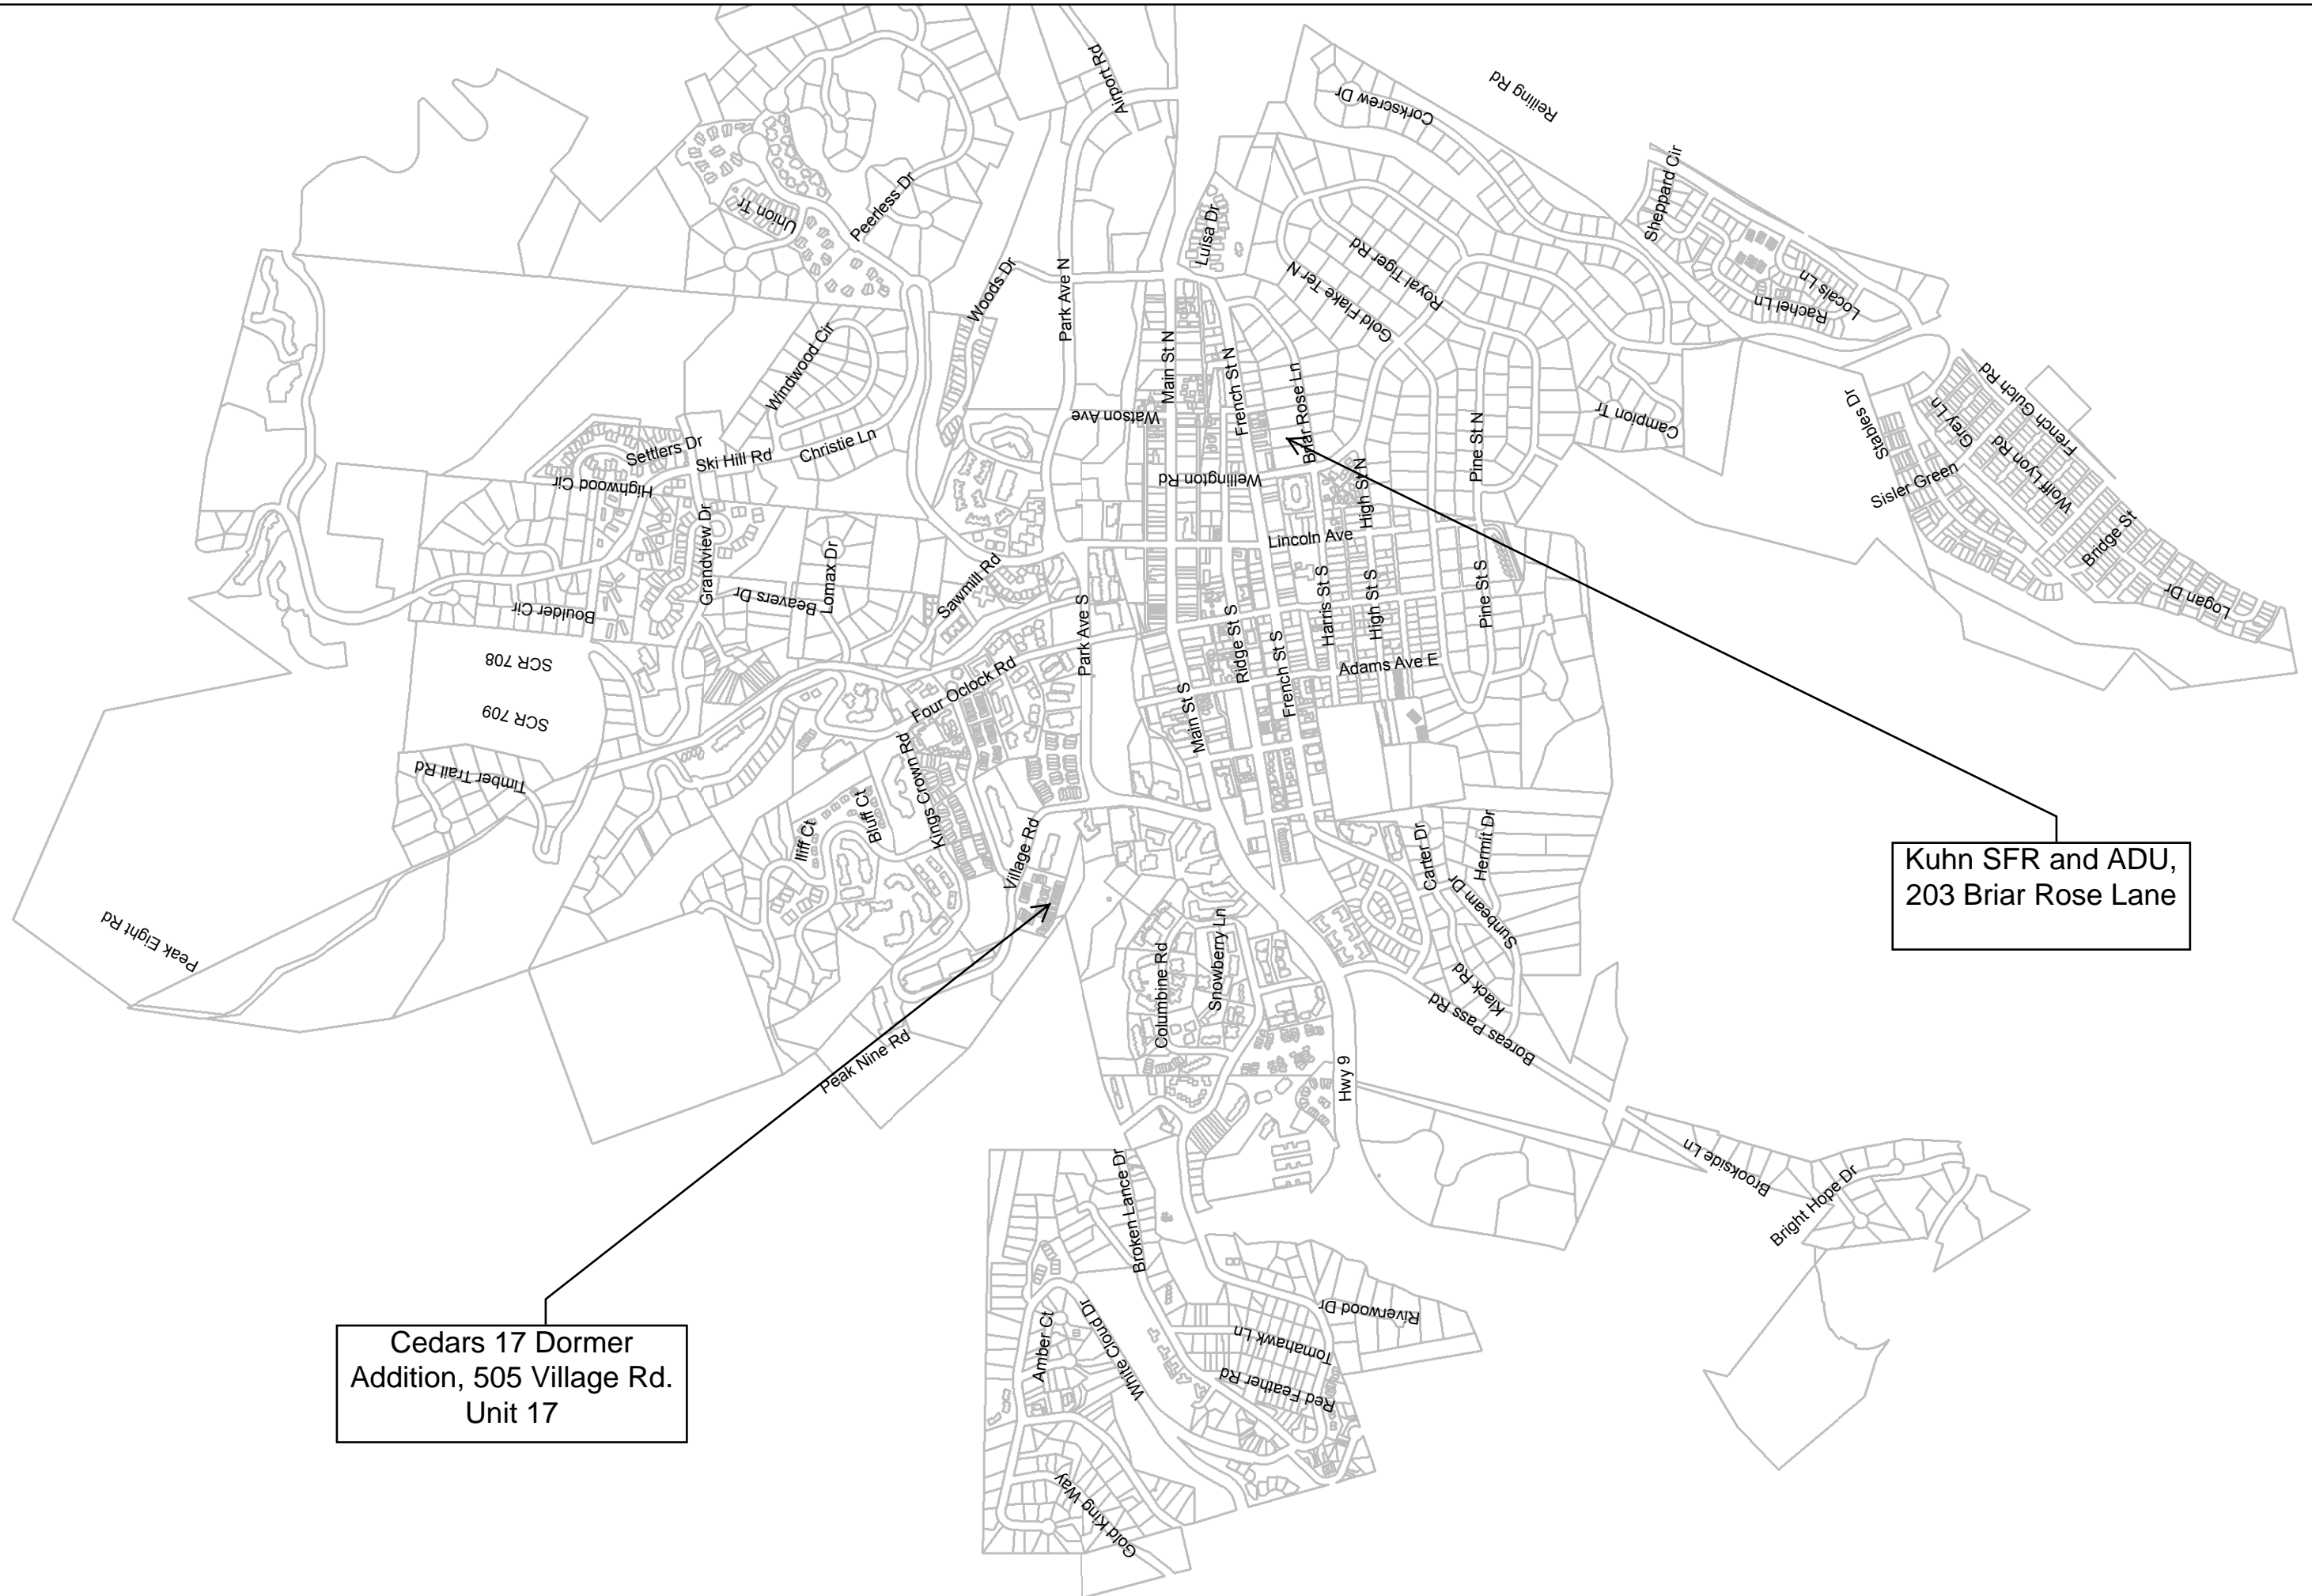 Airport Rd
Reiling Rd
Corkscrew Dr
Sheppard Cir
Union Tr
Peerless Dr
Luisa Dr
Royal Tiger Rd
Gold Flake Ter N
Locals Ln
Rachel Ln
Woods Dr
Park Ave N
Windwood Cir
Main St N
French St N
Briar Rose Ln
Watson Ave
Campion Tr
Stables Dr
Grey Ln
French Gulch Rd
Wolff Lyon Rd
Sisler Green
Bridge St
Logan Dr
Settlers Dr
Ski Hill Rd
Christie Ln
Highwood Cir
Wellington Rd
High St N
Pine St N
Grandview Dr
Lomax Dr
Beavers Dr
Boulder Cir
Sawmill Rd
Lincoln Ave
Park Ave S
Ridge St S
French St S
Harris St S
High St S
Pine St S
Adams Ave E
SCR 708
SCR 709
Four Oclock Rd
Main St S
Timber Trail Rd
Kings Crown Rd
Bluff Ct
Iliff Ct
Village Rd
Carter Dr
Hermit Dr
Sunbeam Dr
Klack Rd
Boreas Pass Rd
Kuhn SFR and ADU,
203 Briar Rose Lane
Peak Eight Rd
Columbine Rd
Snowberry Ln
Peak Nine Rd
Hwy 9
Brookside Ln
Bright Hope Dr
Broken Lance Dr
Riverwood Dr
Tomahawk Ln
Red Feather Rd
Amber Ct
White Cloud Dr
Gold King Way
Cedars 17 Dormer
Addition, 505 Village Rd.
Unit 17